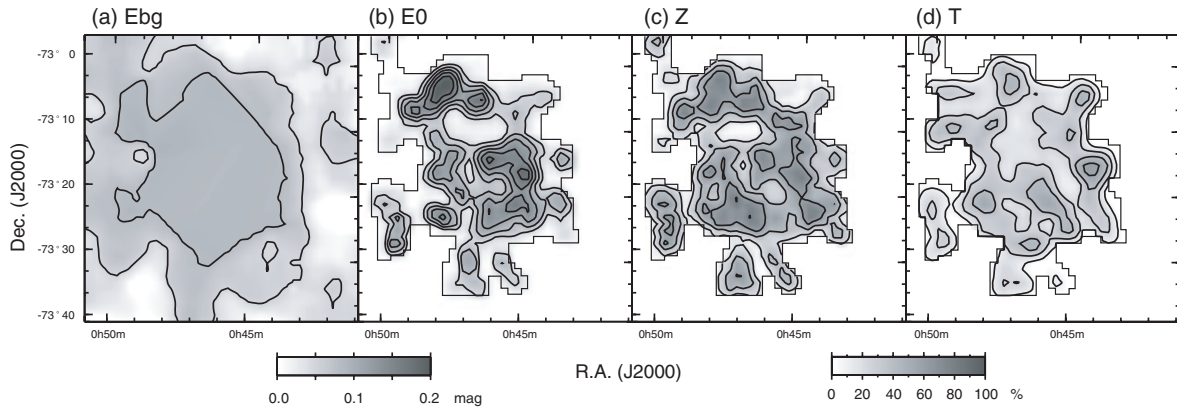 (a) Ebg (b) E0 (c) Z (d) T
-73° 0
-73° 10
-73° 20
-73° 30
-73° 40
Dec. (J2000)
0h50m 0h45m 0h50m 0h45m 0h50m 0h45m 0h50m 0h45m
R.A. (J2000)
0.0 0.1 0.2 mag
0 20 40 60 80 100 %